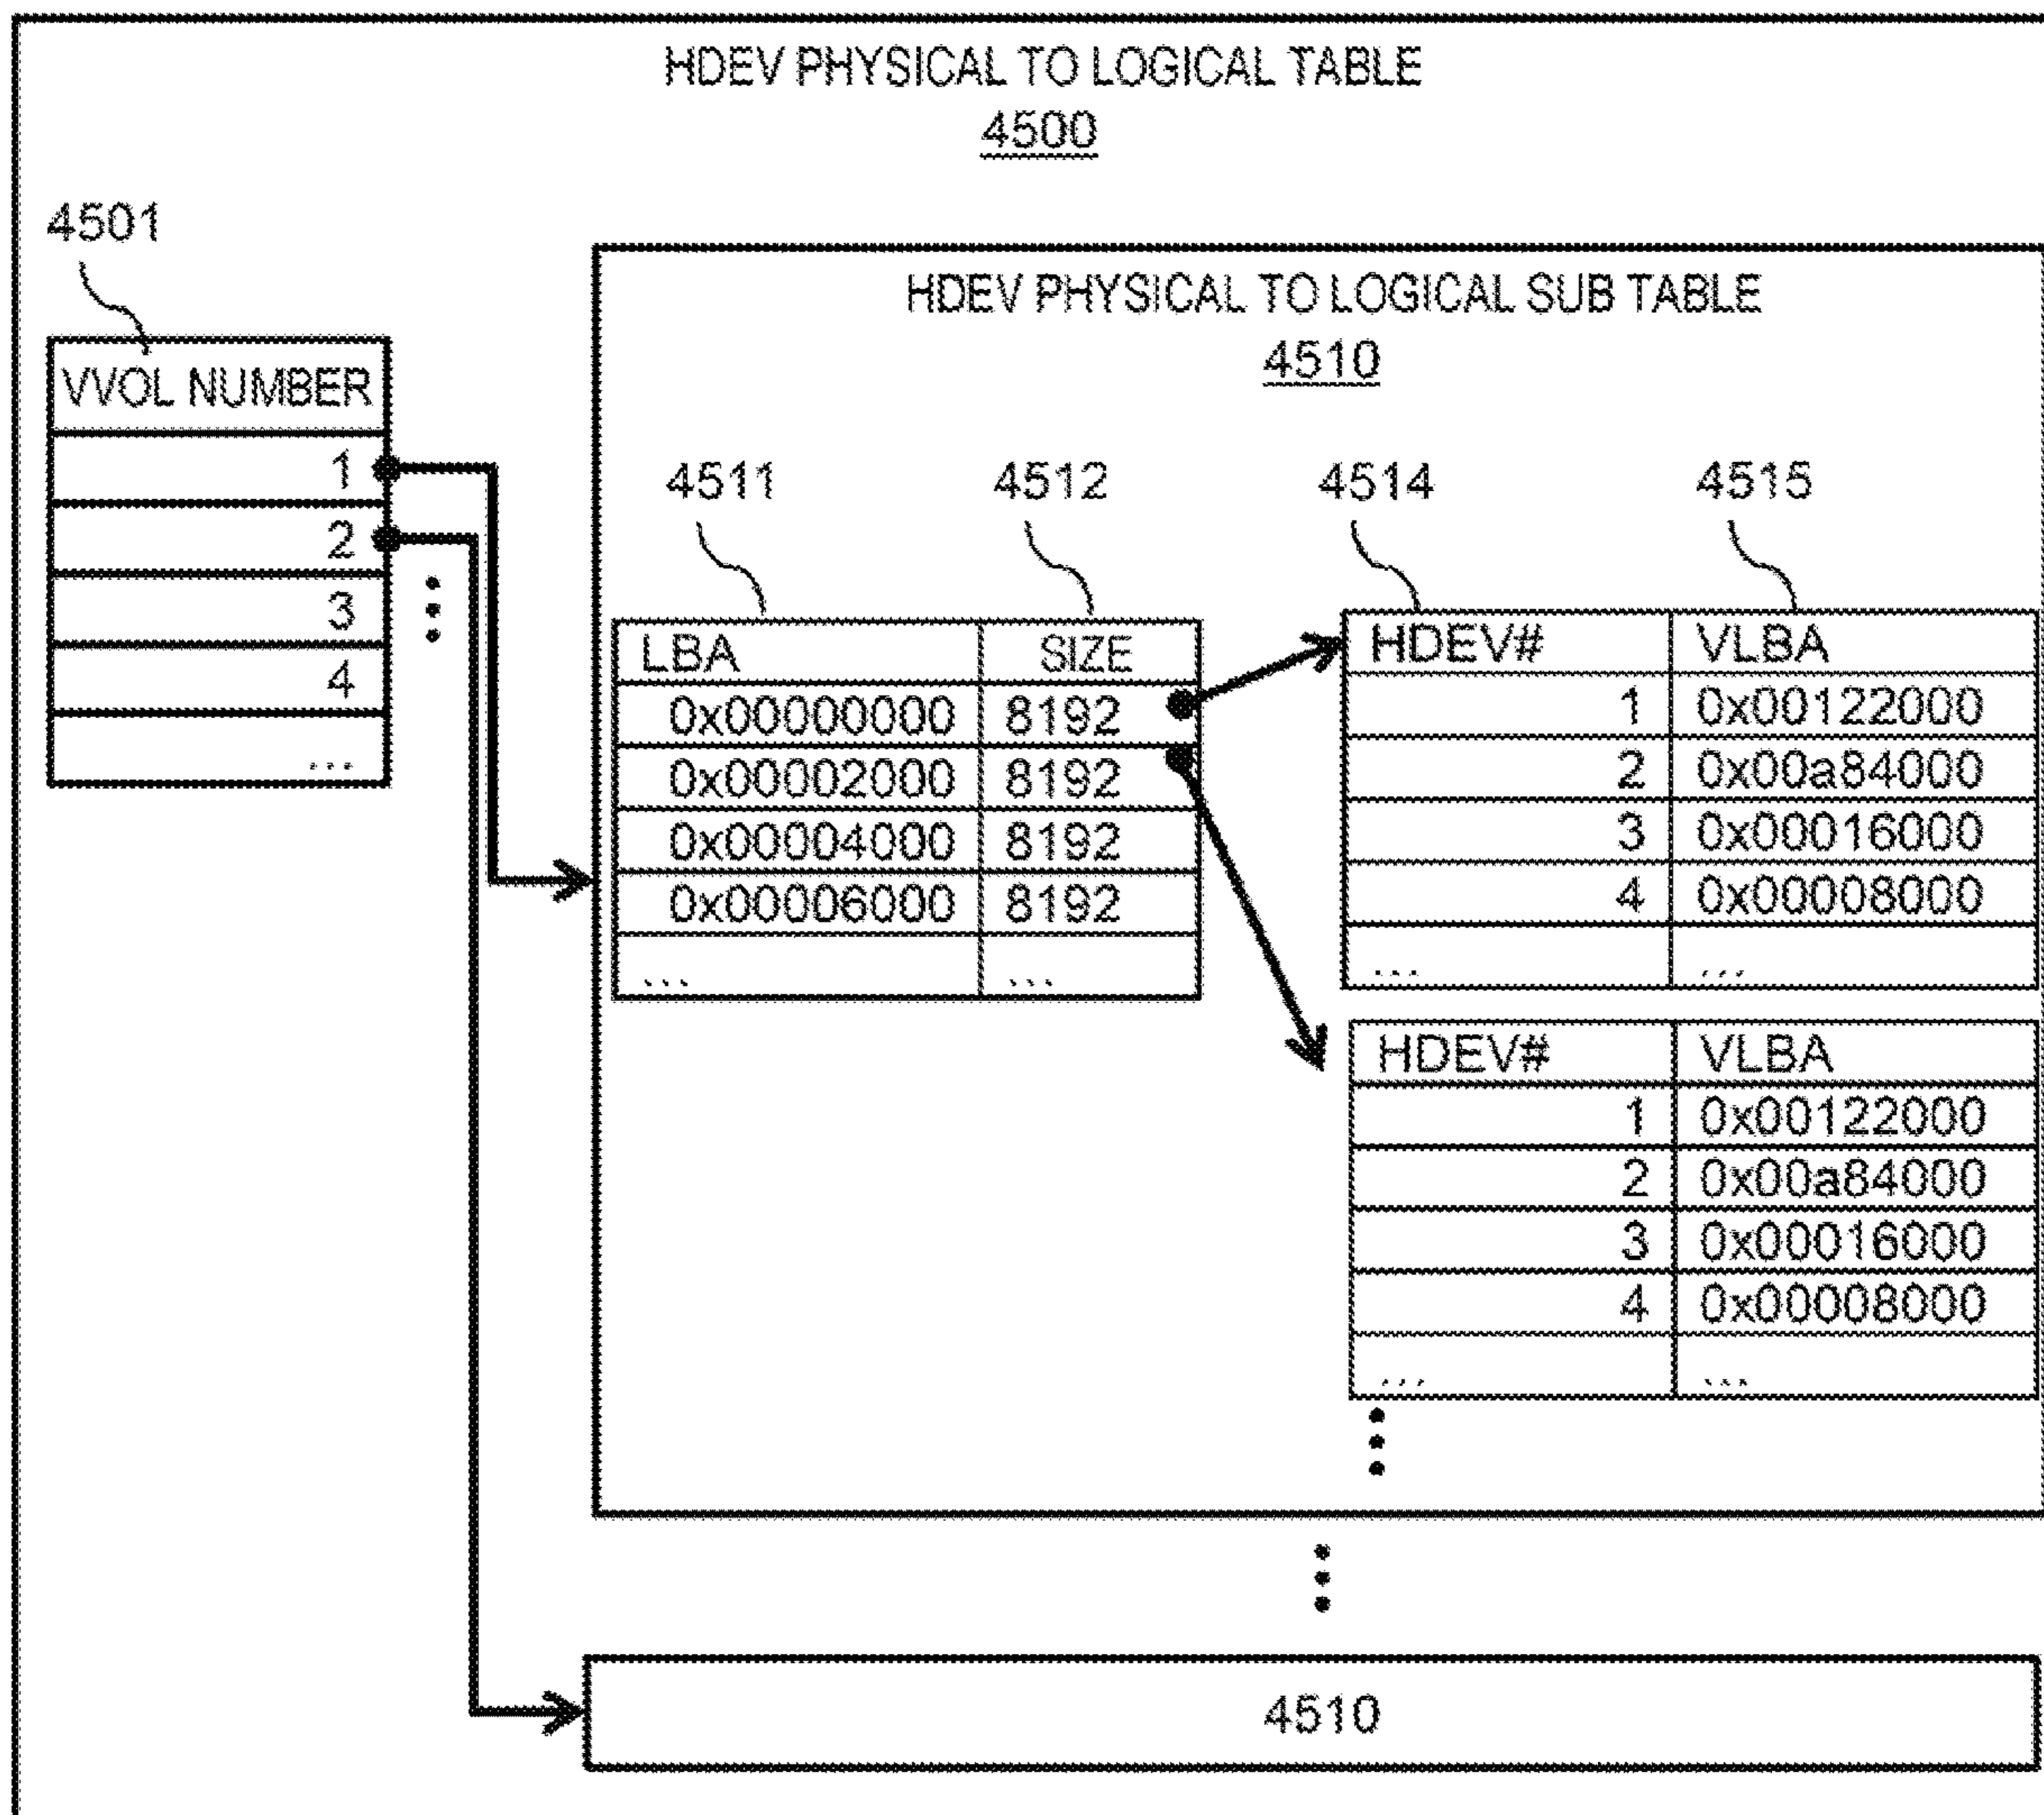 HDEV PHYSICAL TO LOGICAL TABLE
4500
4501
VVOL NUMBER
1
2
3
4
...
HDEV PHYSICAL TO LOGICAL SUB TABLE
4510
4511 4512 4514 4515
LBA SIZE
0x00000000 8192
0x00002000 8192
0x00004000 8192
0x00006000 8192
... ...
HDEV# VLBA
1 0x00122000
2 0x00a84000
3 0x00016000
4 0x00008000
... ...
HDEV# VLBA
1 0x00122000
2 0x00a84000
3 0x00016000
4 0x00008000
... ...
4510